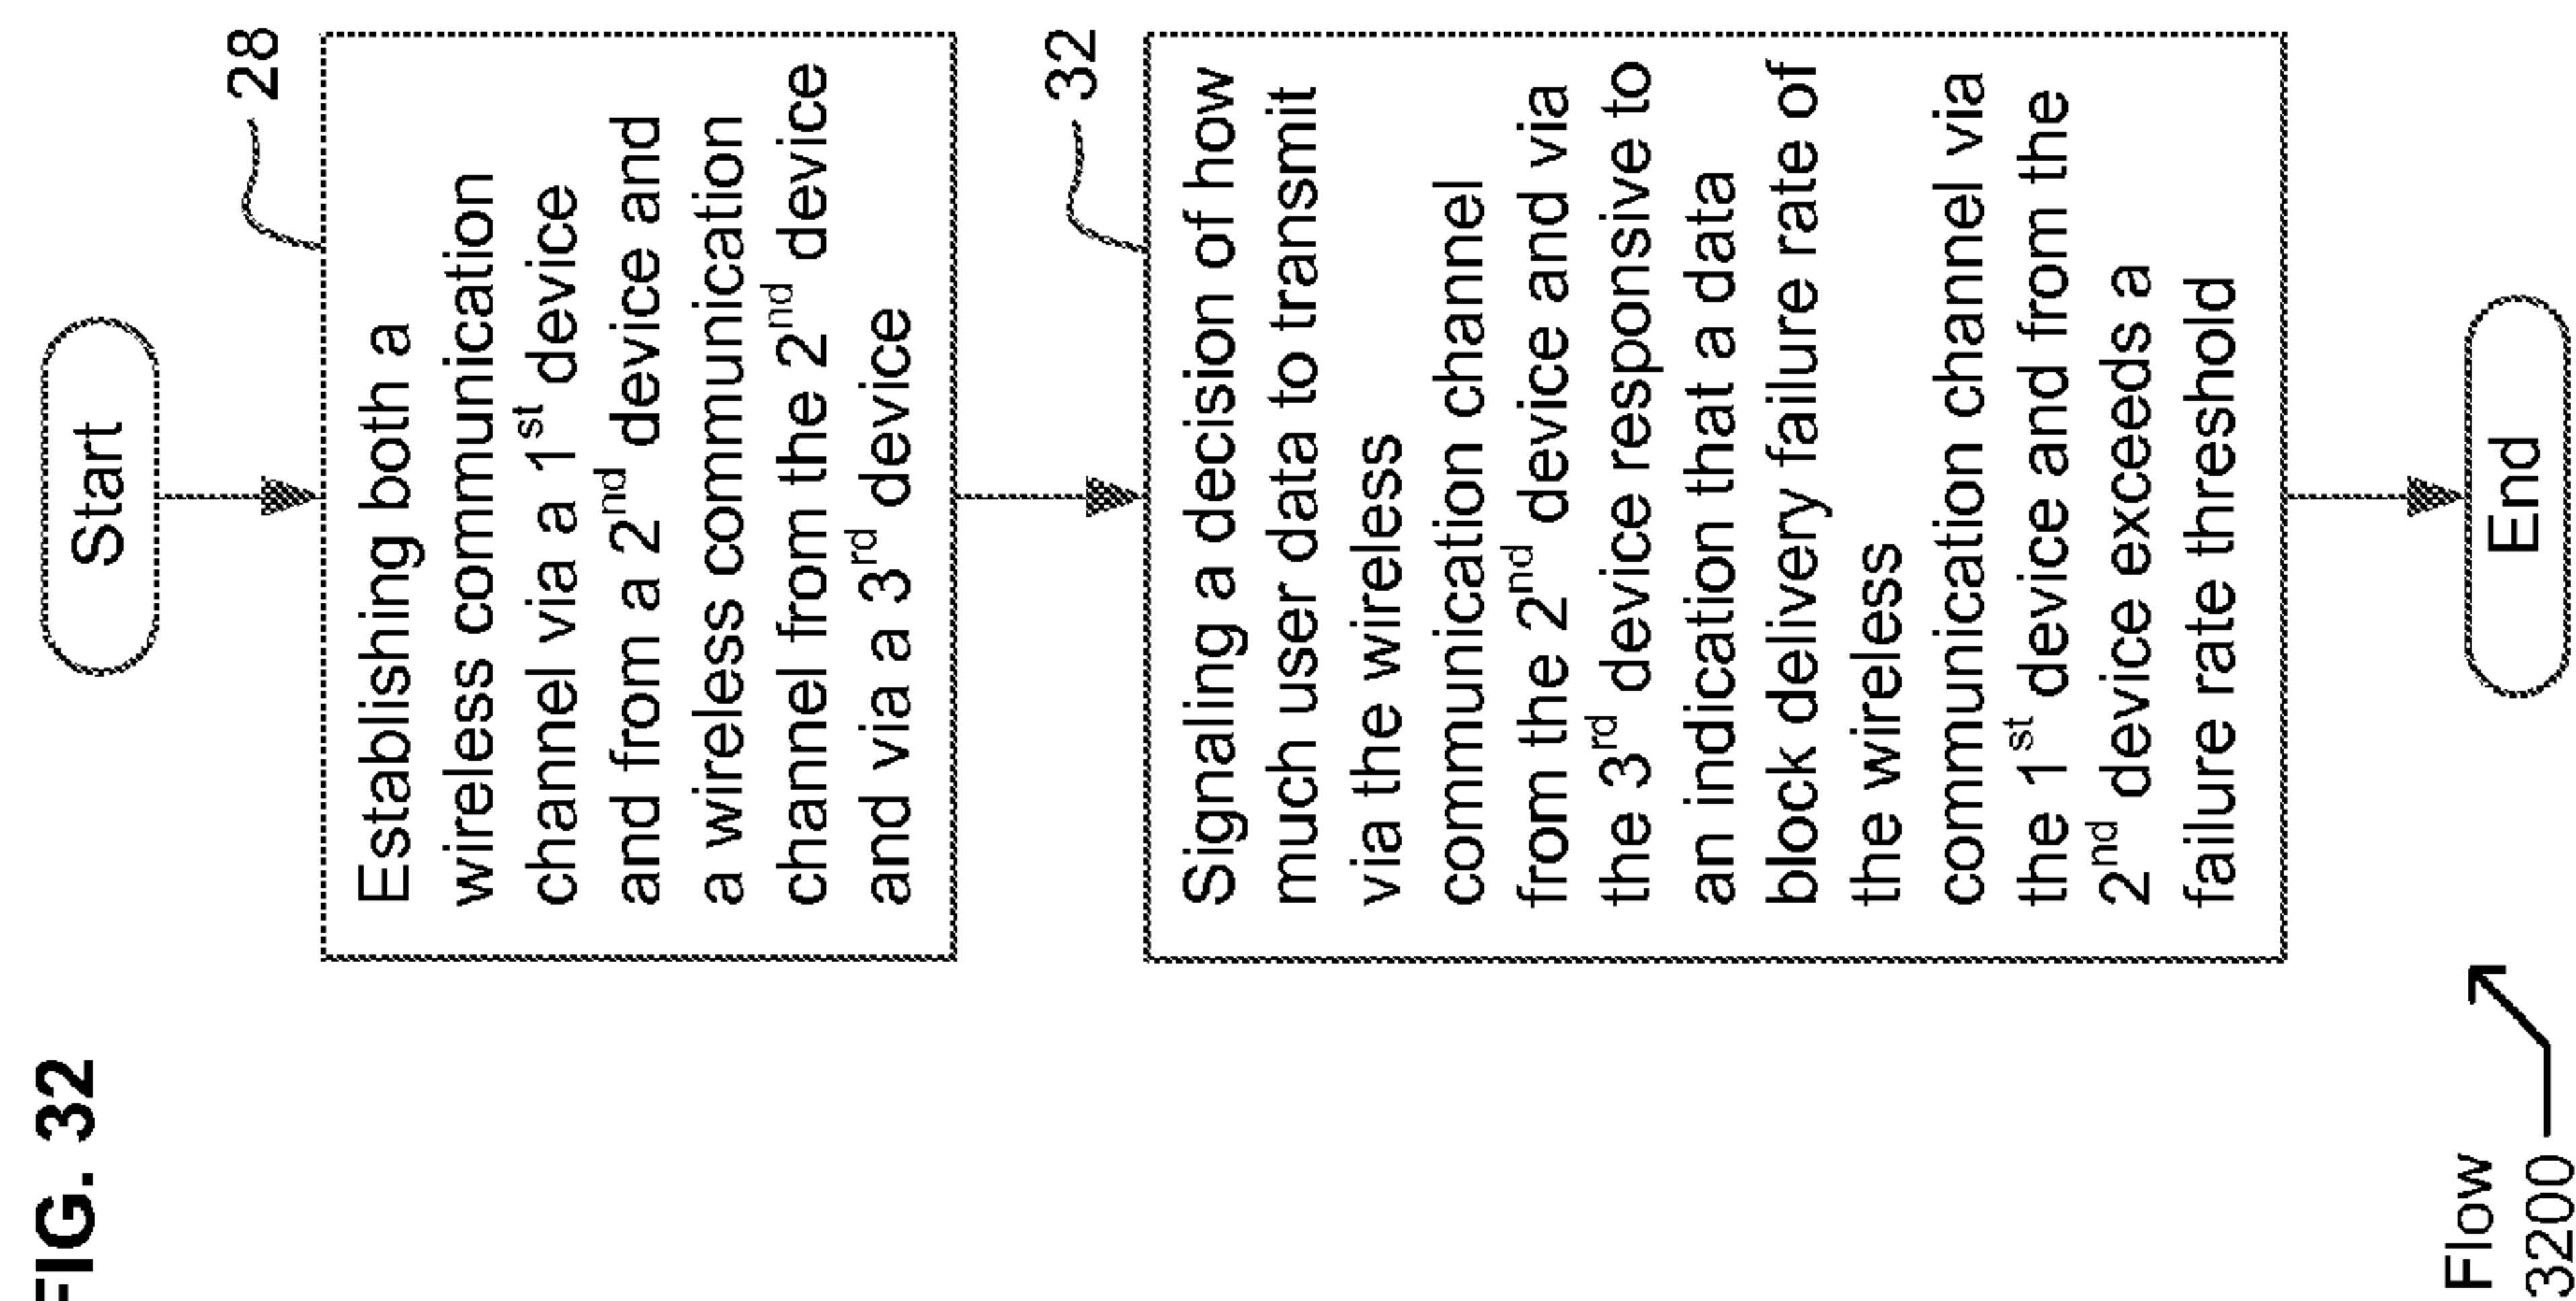 FIG. 32
Start
28
Establishing both a
wireless communication
channel via a 1st device
and from a 2nd device and
a wireless communication
channel from the 2nd device
and via a 3rd device
32
Signaling a decision of how
much user data to transmit
via the wireless
communication channel
from the 2nd device and via
the 3rd device responsive to
an indication that a data
block delivery failure rate of
the wireless
communication channel via
the 1st device and from the
2nd device exceeds a
failure rate threshold
End
Flow
3200